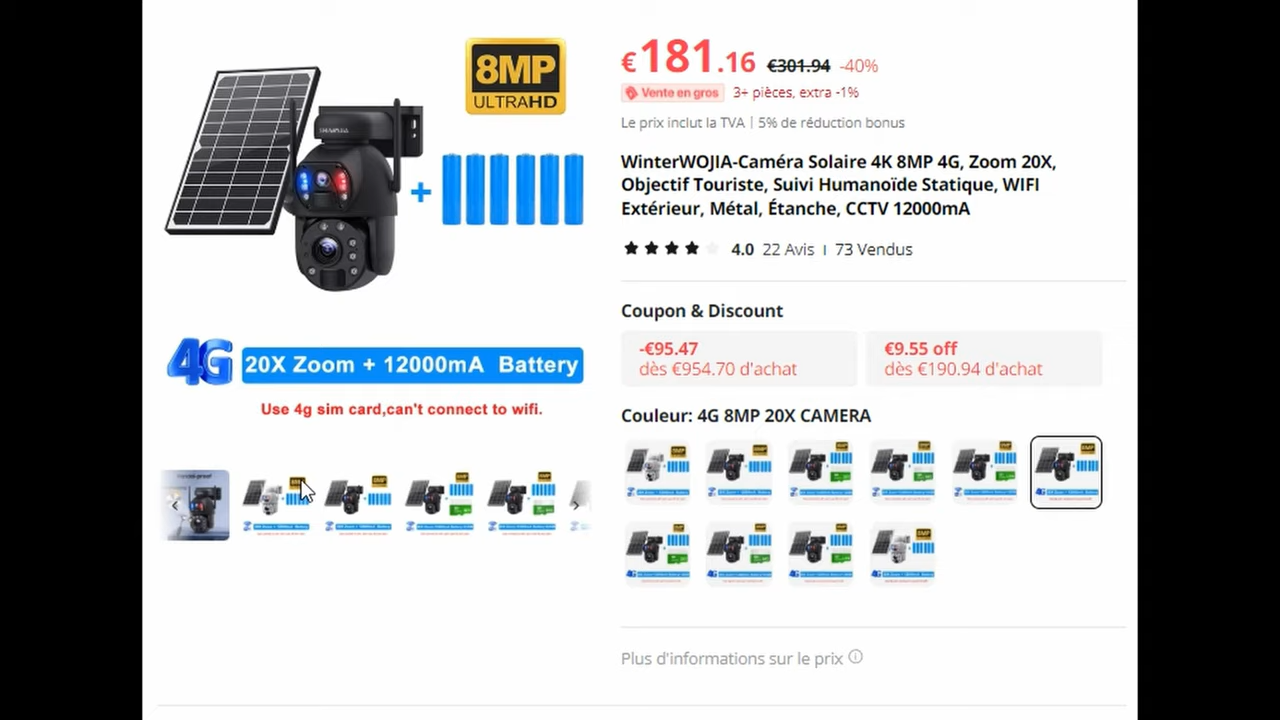 8MP
ULTRAHD
4G
20X Zoom + 12000mA Battery
Use 4g sim card,can't connect to wifi.
€181.16 €301.94 -40%
Vente en gros 3+ pièces, extra -1%
Le prix inclut la TVA | 5% de réduction bonus
WinterWOJIA-Caméra Solaire 4K 8MP 4G, Zoom 20X,
Objectif Touriste, Suivi Humanoïde Statique, WIFI
Extérieur, Métal, Étanche, CCTV 12000mA
4.0 22 Avis | 73 Vendus
Coupon & Discount
-€95.47
dès €954.70 d'achat
€9.55 off
dès €190.94 d'achat
Couleur: 4G 8MP 20X CAMERA
Plus d'informations sur le prix